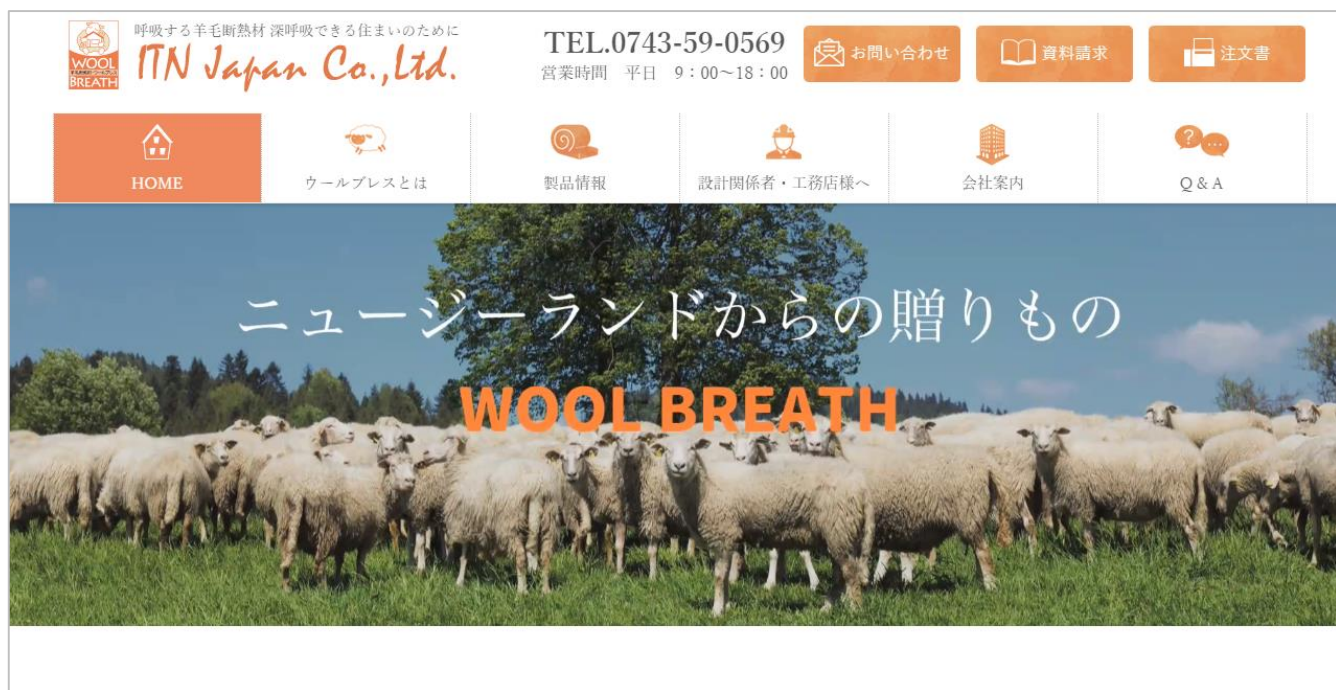 WOOL
BREATH
呼吸する羊毛断熱材 深呼吸できる住まいのために
ITN Japan Co.,Ltd.
TEL.0743-59-0569
営業時間 平日 9：00〜18：00
お問い合わせ
資料請求
注文書
HOME
ウールブレスとは
製品情報
設計関係者・工務店様へ
会社案内
Q & A
ニュージーランドからの贈りもの
WOOL BREATH